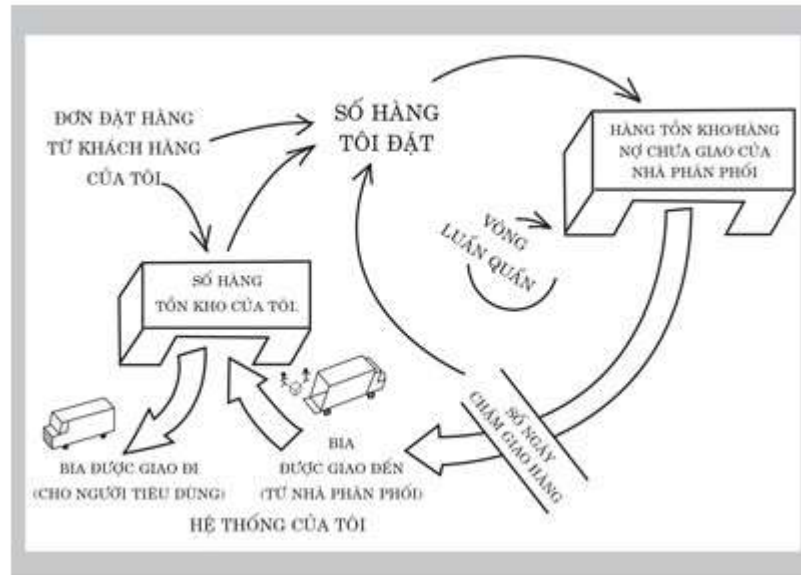 ĐƠN ĐẶT HÀNG
TỪ KHÁCH HÀNG
CỦA TÔI
SỐ HÀNG
TÔI ĐẶT
HÀNG TỒN KHO/HÀNG
NỢ CHƯA GIAO CỦA
NHÀ PHÂN PHỐI
VÒNG
LUẨN QUẨN
SỐ HÀNG
TỒN KHO CỦA TÔI.
SỐ NGÀY
CHẬM GIAO HÀNG
BIA ĐƯỢC GIAO ĐI
(CHO NGƯỜI TIÊU DÙNG)
BIA
ĐƯỢC GIAO ĐẾN
(TỪ NHÀ PHÂN PHỐI)
HỆ THỐNG CỦA TÔI